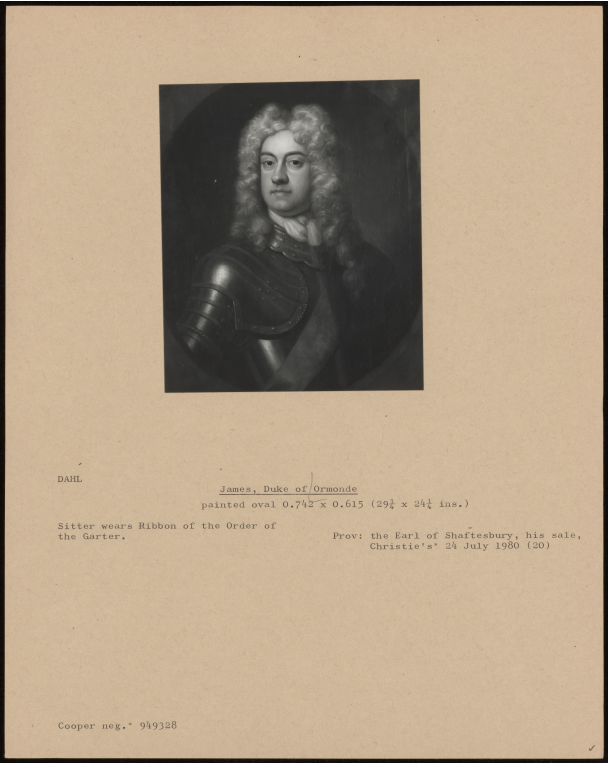 DAHL
James, Duke of Ormonde
painted oval 0.742 x 0.615 (29¼ x 24¼ ins.)
Sitter wears Ribbon of the Order of
the Garter.
Prov: the Earl of Shaftesbury, his sale,
Christie's' 24 July 1980 (20)
Cooper neg.' 949328